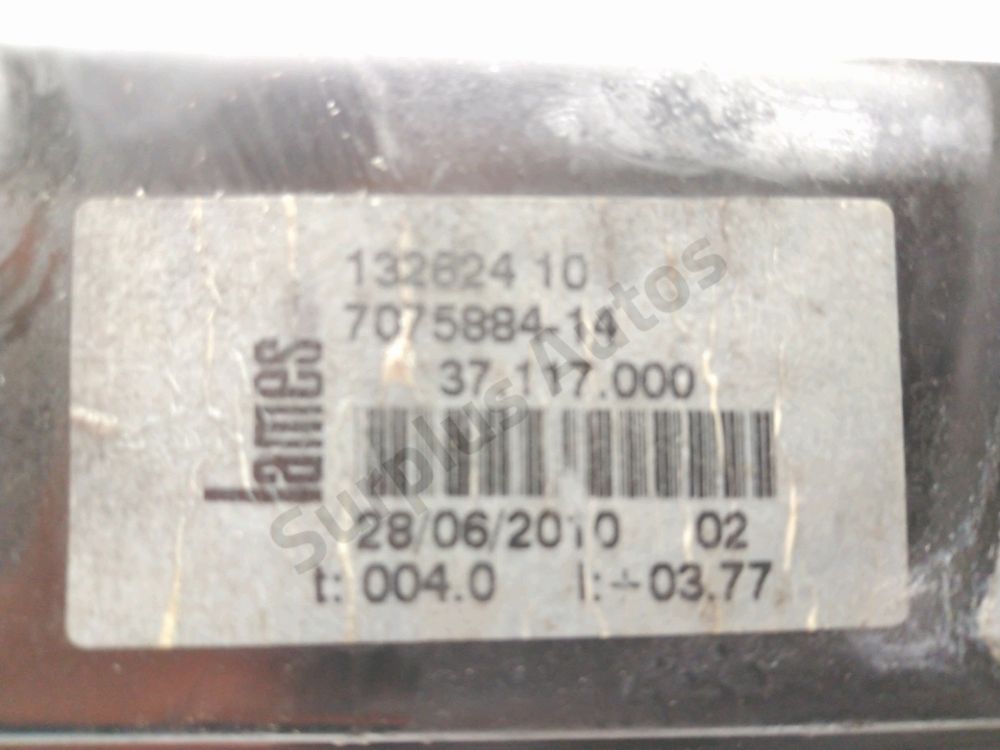 132624 10
7075884-14
37.117.000
Lames
28/06/2010 02
t: 004.0 I:-03.77
Surplus Autos